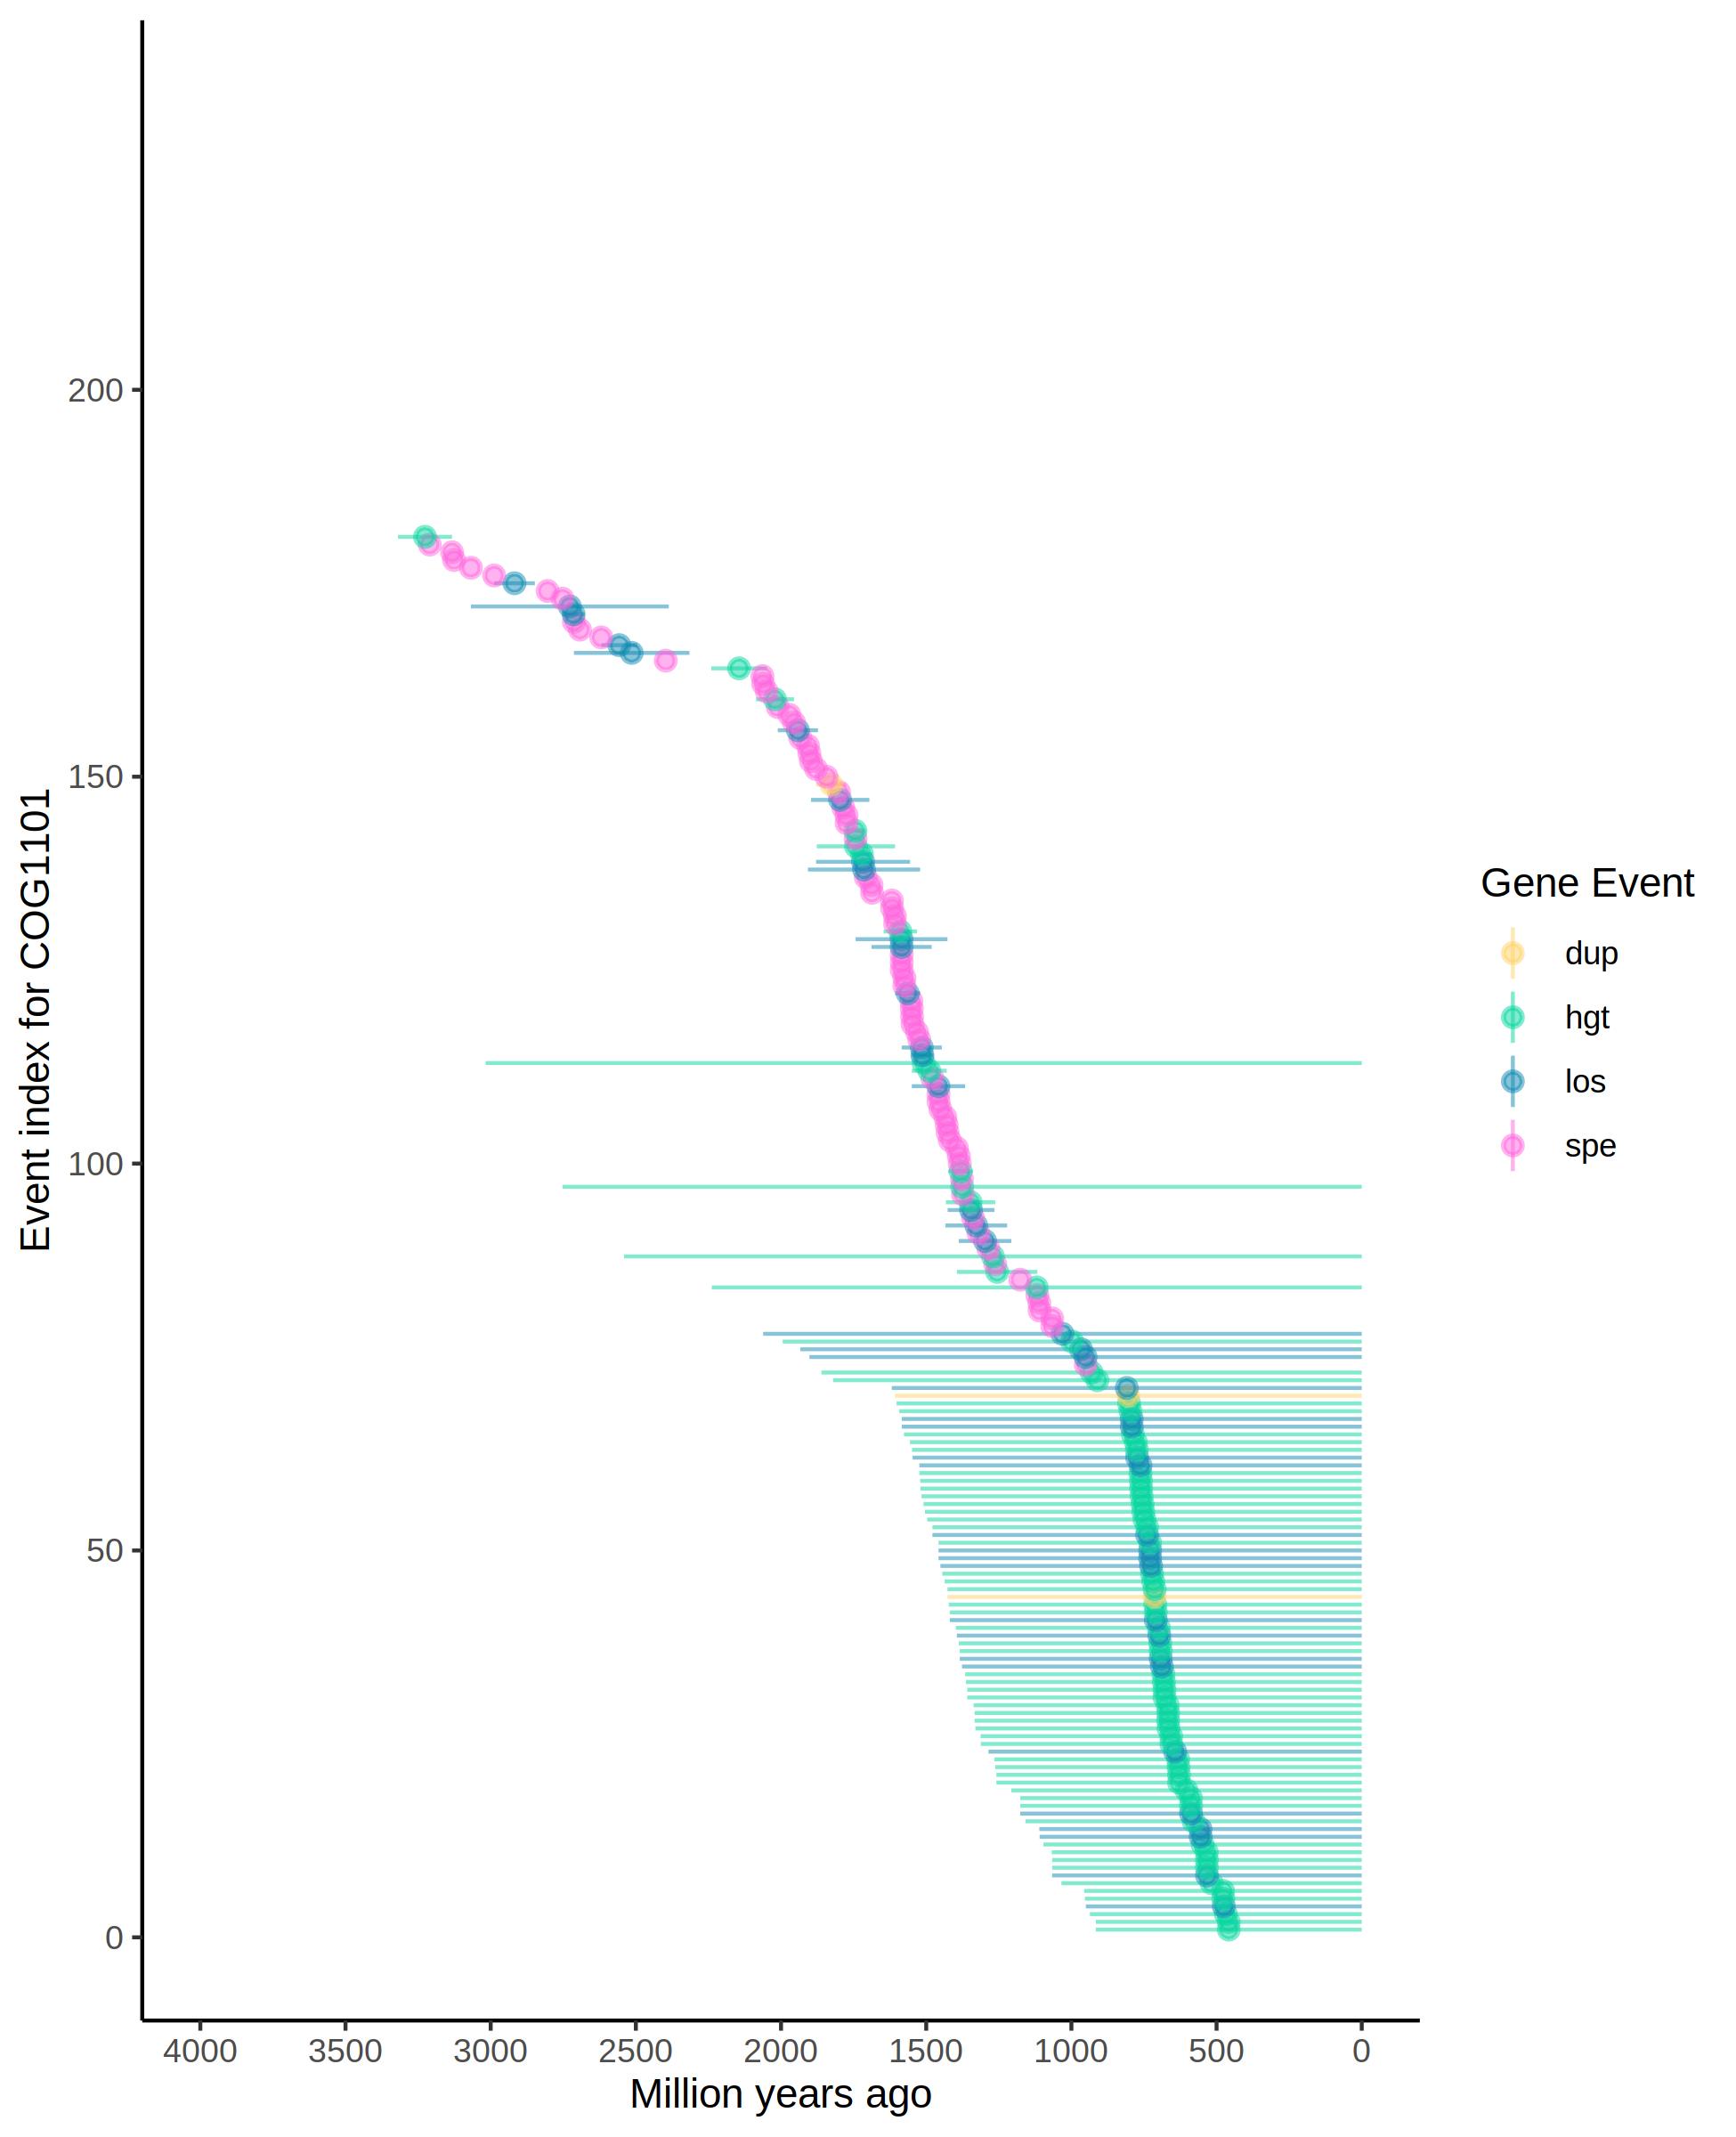 Event index for COG1101
200
150
100
50
0
4000 3500 3000 2500 2000 1500 1000 500 0
Million years ago
Gene Event
dup
hgt
los
spe